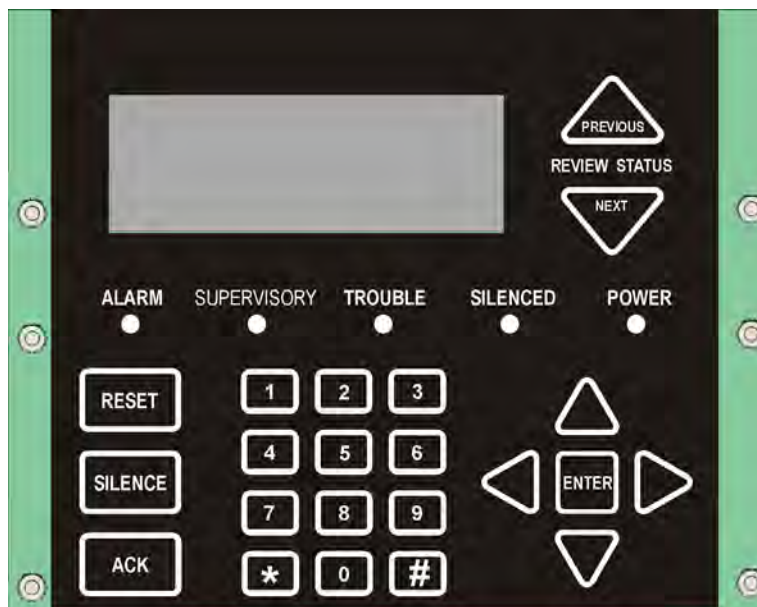 PREVIOUS
REVIEW STATUS
NEXT
ALARM SUPERVISORY TROUBLE SILENCED POWER
RESET 1 2 3
4 5 6
SILENCE ENTER
7 8 9
ACK * 0 #